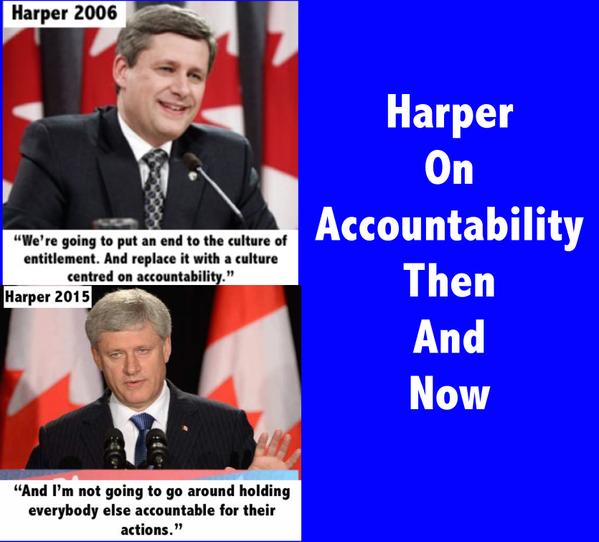 Harper 2006
"We're going to put an end to the culture of
entitlement. And replace it with a culture
centred on accountability."
Harper 2015
"And I'm not going to go around holding
everybody else accountable for their
actions."
Harper
On
Accountability
Then
And
Now